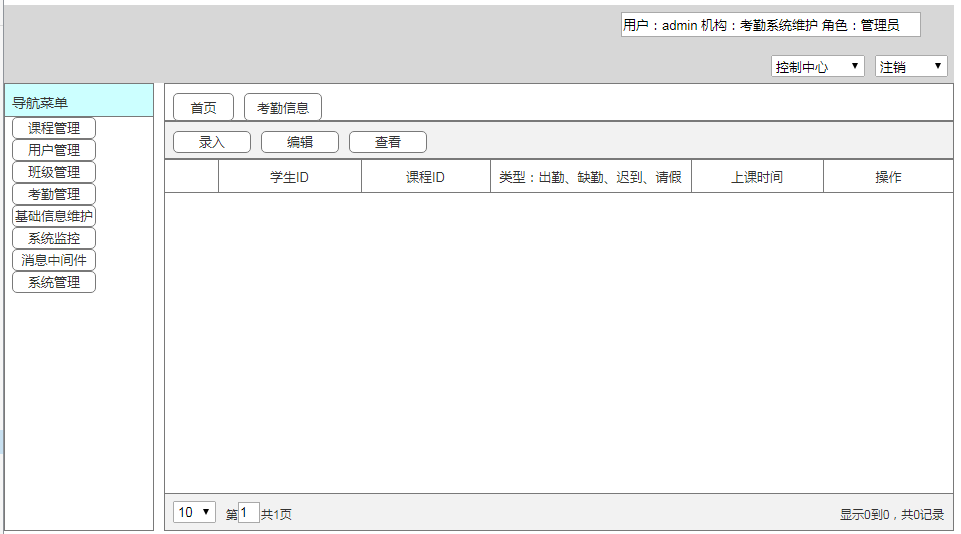 用户：admin 机构：考勤系统维护 角色：管理员
控制中心 注销
导航菜单
课程管理
用户管理
班级管理
考勤管理
基础信息维护
系统监控
消息中间件
系统管理
首页 考勤信息
录入 编辑 查看
学生ID 课程ID 类型：出勤、缺勤、迟到、请假 上课时间 操作
10 第1共1页 显示0到0，共0记录